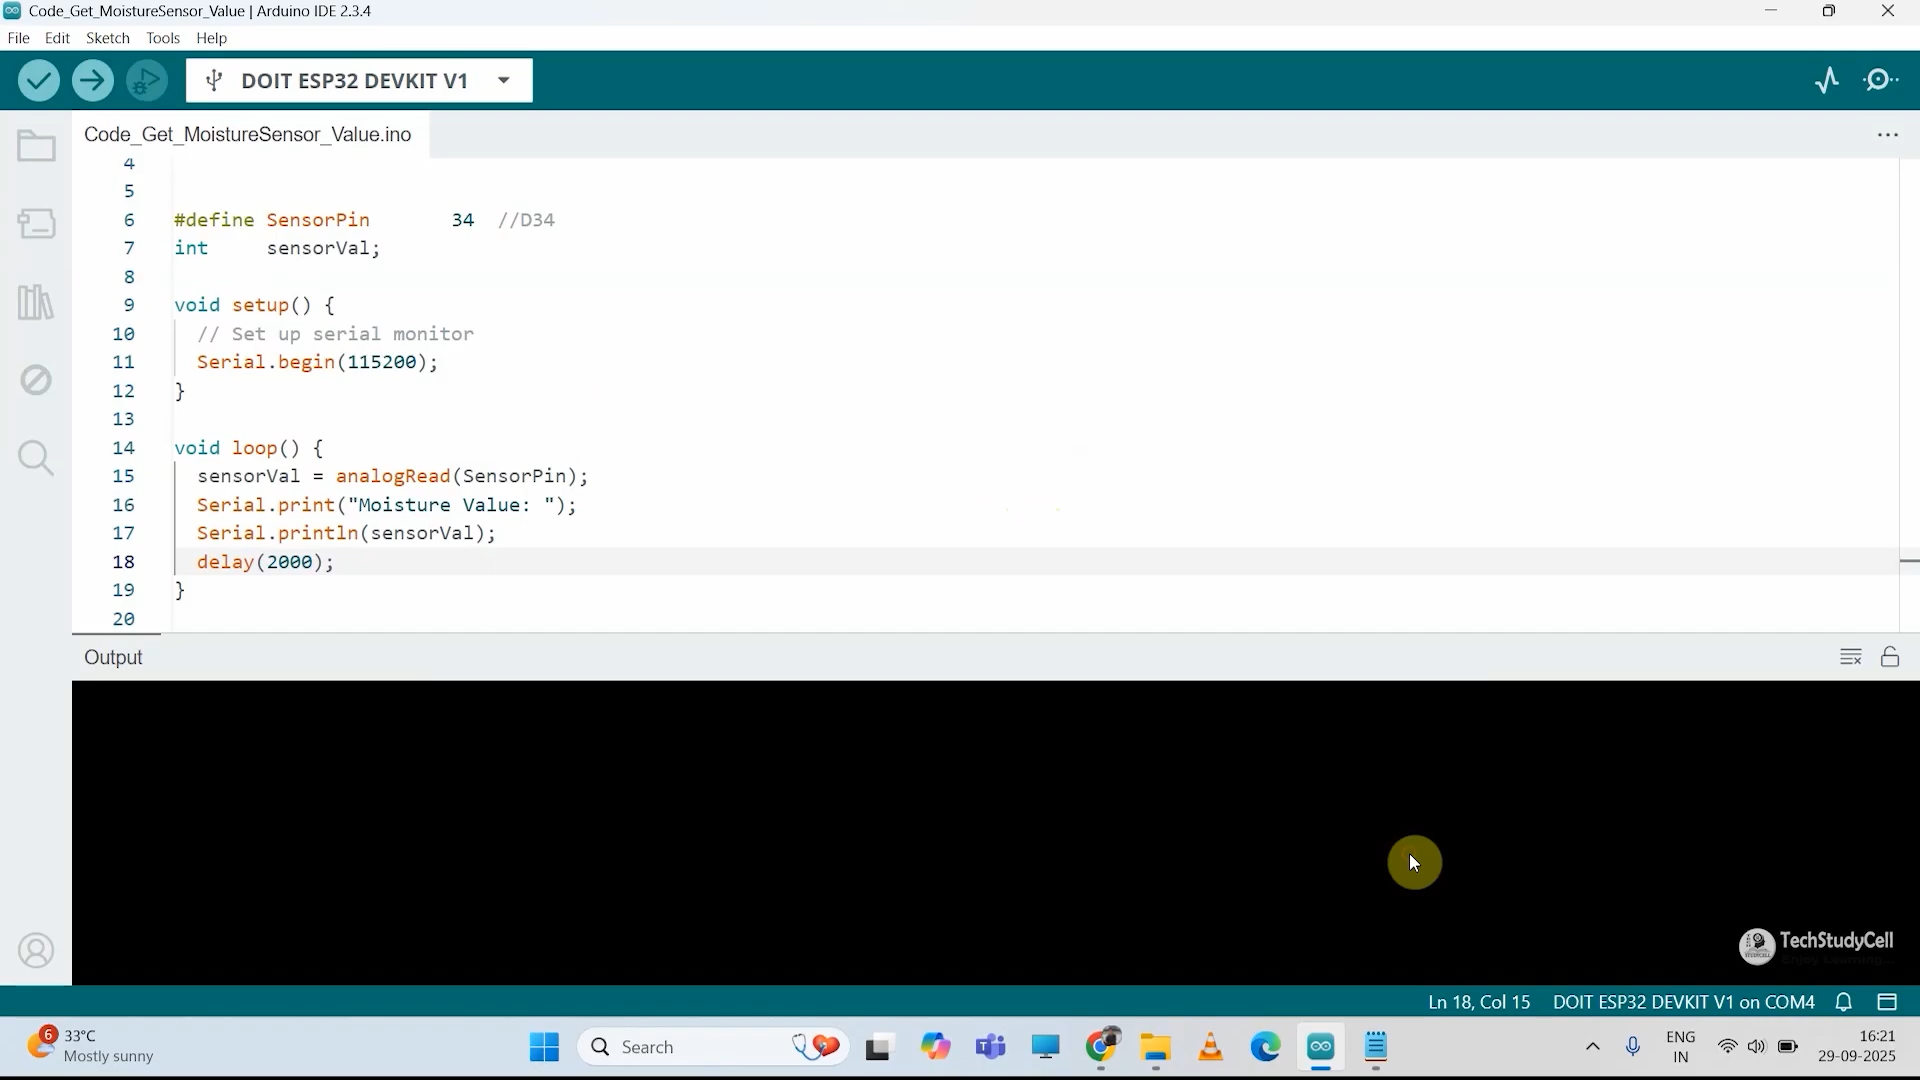 Code_Get_MoistureSensor_Value | Arduino IDE 2.3.4
File Edit Sketch Tools Help
DOIT ESP32 DEVKIT V1
Code_Get_MoistureSensor_Value.ino
4
5
6 #define SensorPin 34 //D34
7 int sensorVal;
8
9 void setup() {
10 // Set up serial monitor
11 Serial.begin(115200);
12 }
13
14 void loop() {
15 sensorVal = analogRead(SensorPin);
16 Serial.print("Moisture Value: ");
17 Serial.println(sensorVal);
18 delay(2000);
19 }
20
Output
TechStudyCell
Enjoy Learning...
Ln 18, Col 15 DOIT ESP32 DEVKIT V1 on COM4
6 33°C
Mostly sunny
Search
ENG
IN
16:21
29-09-2025